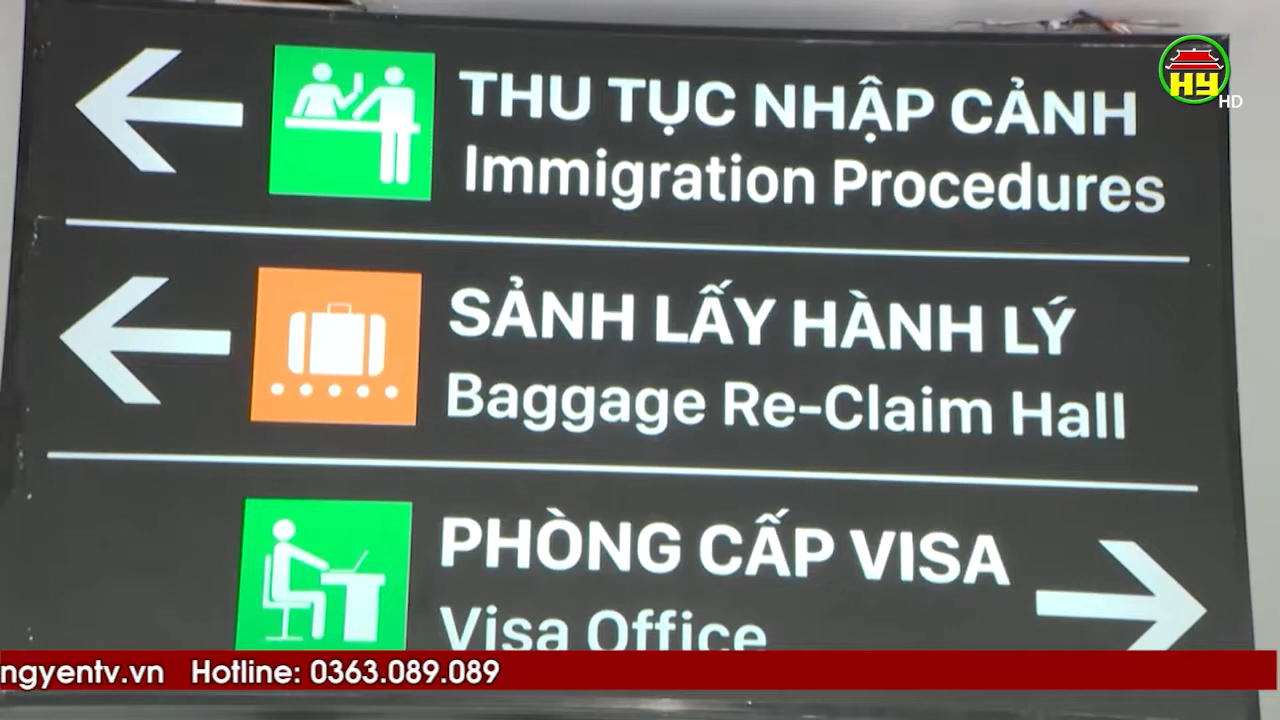 HY HD
THU TỤC NHẬP CẢNH
Immigration Procedures
SẢNH LẤY HÀNH LÝ
Baggage Re-Claim Hall
PHÒNG CẤP VISA
Visa Office
ngyentv.vn Hotline: 0363.089.089